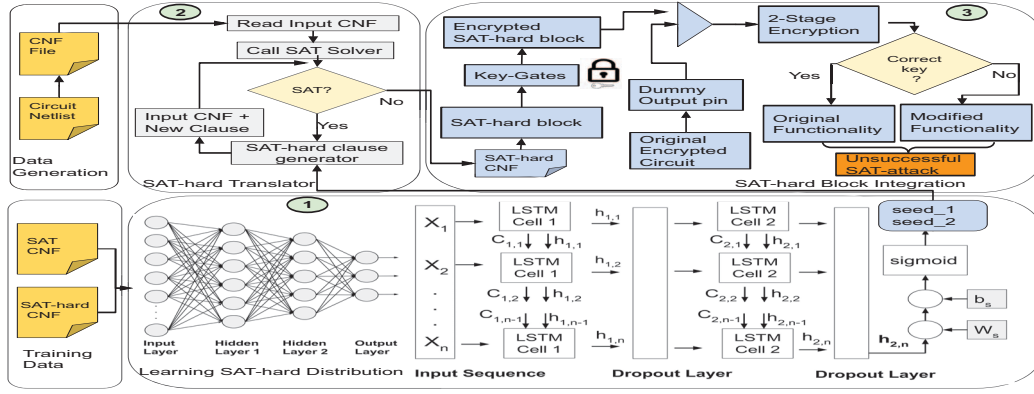 CNF
File
Circuit
Netlist
Data
Generation
2
Read Input CNF
Call SAT Solver
SAT?
No
Yes
Input CNF +
New Clause
SAT-hard clause
generator
SAT-hard Translator
Encrypted
SAT-hard block
Key-Gates
SAT-hard block
SAT-hard
CNF
Dummy
Output pin
Original
Encrypted
Circuit
2-Stage
Encryption
3
Correct
key
?
Yes
No
Original
Functionality
Modified
Functionality
Unsuccessful
SAT-attack
SAT-hard Block Integration
SAT
CNF
SAT-hard
CNF
Training
Data
1
Input
Layer
Hidden
Layer 1
Hidden
Layer 2
Output
Layer
Learning SAT-hard Distribution
X1
X2
.
.
.
Xn
Input Sequence
LSTM
Cell 1
h1,1
C1,1
h1,1
LSTM
Cell 1
h1,2
C1,2
h1,2
C1,n-1
h1,n-1
LSTM
Cell 1
h1,n
Dropout Layer
LSTM
Cell 2
C2,1
h2,1
LSTM
Cell 2
C2,2
h2,2
C2,n-1
h2,n-1
LSTM
Cell 2
h2,n
Dropout Layer
seed_1
seed_2
sigmoid
bs
Ws
h2,n